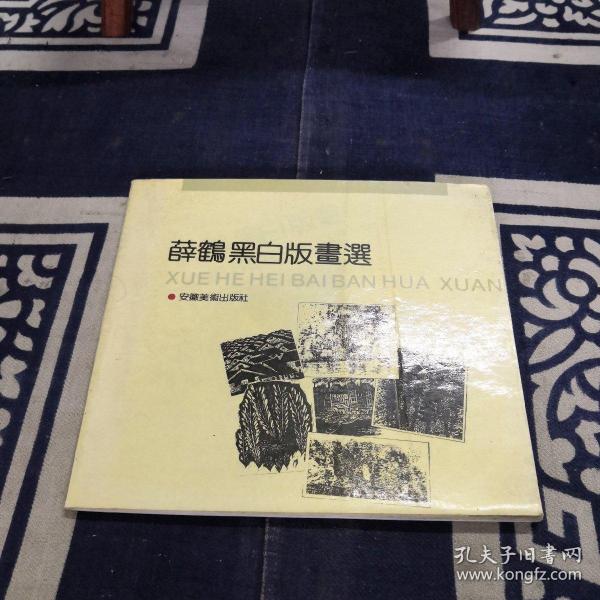 薛鶴黑白版畫選
XUE HE HEI BAI BAN HUA XUAN
安徽美術出版社
孔夫子旧书网
www.kongfz.com